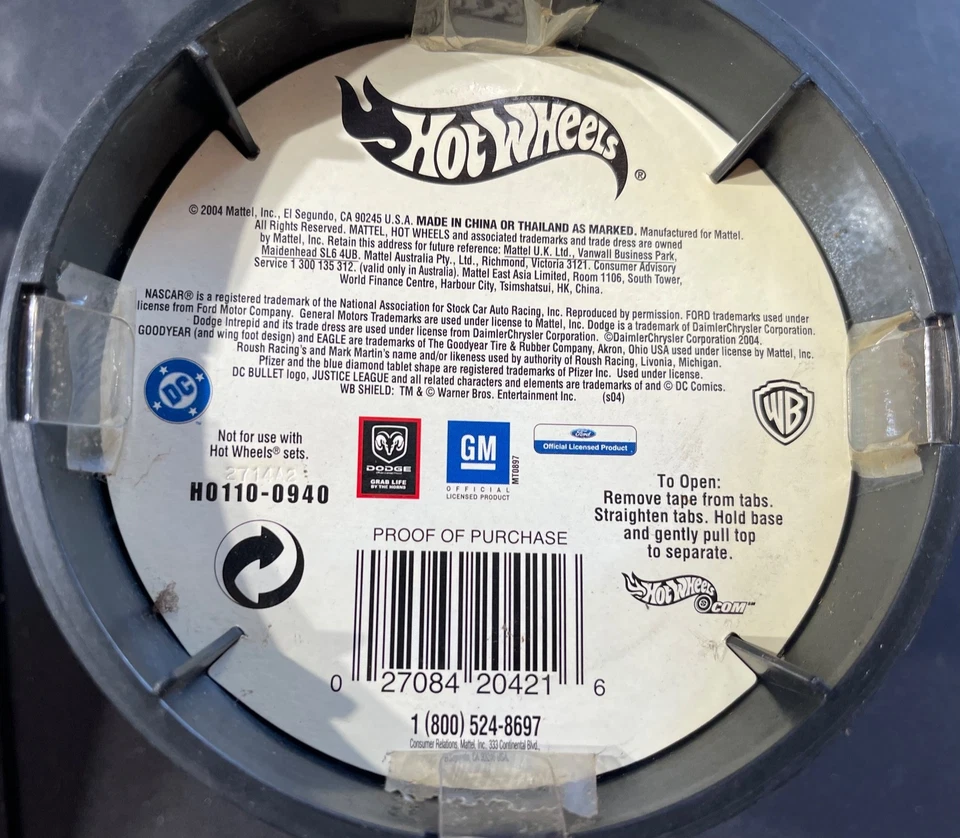 Hot Wheels ®
© 2004 Mattel, Inc., El Segundo, CA 90245 U.S.A. MADE IN CHINA OR THAILAND AS MARKED. Manufactured for Mattel.
All Rights Reserved. MATTEL, HOT WHEELS and associated trademarks and trade dress are owned
by Mattel, Inc. Retain this address for future reference: Mattel U.K. Ltd., Vanwall Business Park,
Maidenhead SL6 4UB. Mattel Australia Pty., Ltd., Richmond, Victoria 3121. Consumer Advisory
Service 1 300 135 312. (valid only in Australia). Mattel East Asia Limited, Room 1106, South Tower,
World Finance Centre, Harbour City, Tsimshatsui, HK, China.
NASCAR® is a registered trademark of the National Association for Stock Car Auto Racing, Inc. Reproduced by permission. FORD trademarks used under
license from Ford Motor Company. General Motors Trademarks are used under license to Mattel, Inc. Dodge is a trademark of DaimlerChrysler Corporation.
Dodge Intrepid and its trade dress are used under license from DaimlerChrysler Corporation. ©DaimlerChrysler Corporation 2004.
GOODYEAR (and wing foot design) and EAGLE are trademarks of The Goodyear Tire & Rubber Company, Akron, Ohio USA used under license by Mattel, Inc.
Roush Racing's and Mark Martin's name and/or likeness used by authority of Roush Racing, Livonia, Michigan.
Pfizer and the blue diamond tablet shape are registered trademarks of Pfizer Inc. Used under license.
DC BULLET logo, JUSTICE LEAGUE and all related characters and elements are trademarks of and © DC Comics.
WB SHIELD: TM & © Warner Bros. Entertainment Inc. (s04)
DC
WB
Not for use with
Hot Wheels® sets.
H0110-0940
DODGE
GRAB LIFE
BY THE HORNS
GM
OFFICIAL
LICENSED PRODUCT
MT0897
Ford
Official Licensed Product
To Open:
Remove tape from tabs.
Straighten tabs. Hold base
and gently pull top
to separate.
Hot Wheels .COM™
PROOF OF PURCHASE
0 27084 20421 6
1 (800) 524-8697
Consumer Relations, Mattel, Inc. 333 Continental Blvd.,